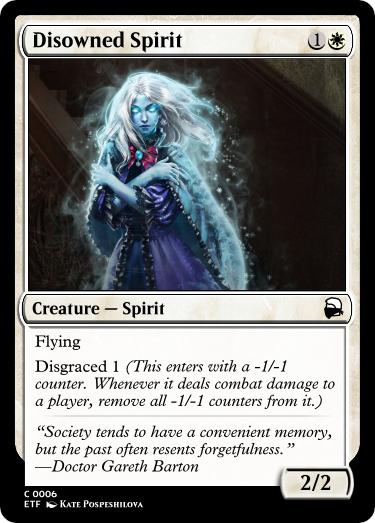 Disowned Spirit 1
Creature — Spirit
Flying
Disgraced 1 (This enters with a -1/-1
counter. Whenever it deals combat damage to
a player, remove all -1/-1 counters from it.)
“Society tends to have a convenient memory,
but the past often resents forgetfulness.”
—Doctor Gareth Barton
2/2
C 0006
ETF KATE POSPESHILOVA